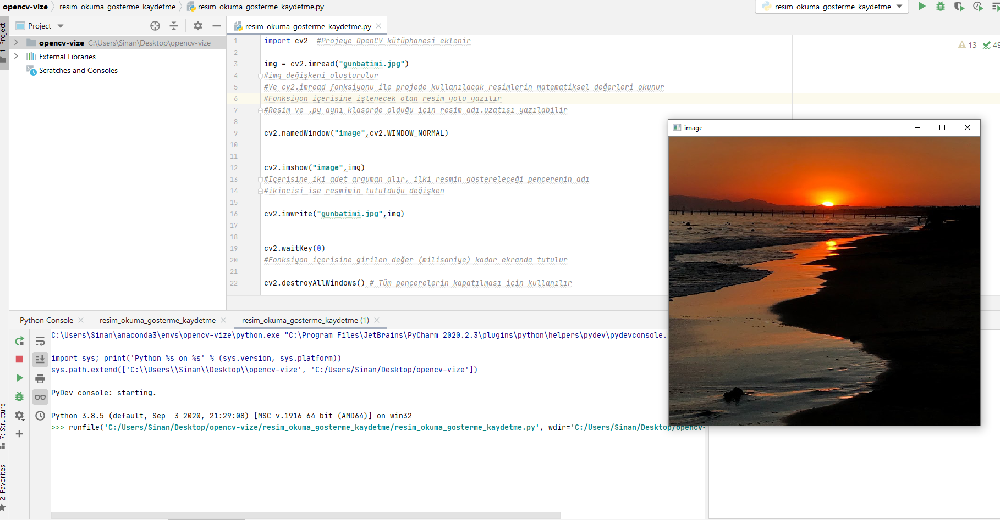 opencv-vize resim_okuma_gosterme_kaydetme resim_okuma_gosterme_kaydetme.py resim_okuma_gosterme_kaydetme
1: Project
Project
resim_okuma_gosterme_kaydetme.py
opencv-vize C:\Users\Sinan\Desktop\opencv-vize
External Libraries
Scratches and Consoles
13 49
1 import cv2 #Projeye OpenCV kütüphanesi eklenir
2
3 img = cv2.imread("gunbatimi.jpg")
4 #img değişkeni oluşturulur
5 #Ve cv2.imread fonksiyonu ile projede kullanılacak resimlerin matematiksel değerleri okunur
6 #Fonksiyon içerisine işlenecek olan resim yolu yazılır
7 #Resim ve .py aynı klasörde olduğu için resim adı.uzatısı yazılabilir
8
9 cv2.namedWindow("image",cv2.WINDOW_NORMAL)
10
11
12 cv2.imshow("image",img)
13 #İçerisine iki adet argüman alır, ilki resmin göstereleceği pencerenin adı
14 #ikincisi ise resmimin tutulduğu değişken
15
16 cv2.imwrite("gunbatimi.jpg",img)
17
18
19 cv2.waitKey(0)
20 #Fonksiyon içerisine girilen değer (milisaniye) kadar ekranda tutulur
21
22 cv2.destroyAllWindows() # Tüm pencerelerin kapatılması için kullanılır
image
Python Console resim_okuma_gosterme_kaydetme resim_okuma_gosterme_kaydetme (1)
C:\Users\Sinan\anaconda3\envs\opencv-vize\python.exe "C:\Program Files\JetBrains\PyCharm 2020.2.3\plugins\python\helpers\pydev\pydevconsole.
import sys; print('Python %s on %s' % (sys.version, sys.platform))
sys.path.extend(['C:\\Users\\Sinan\\Desktop\\opencv-vize', 'C:/Users/Sinan/Desktop/opencv-vize'])
PyDev console: starting.
Python 3.8.5 (default, Sep  3 2020, 21:29:08) [MSC v.1916 64 bit (AMD64)] on win32
>>> runfile('C:/Users/Sinan/Desktop/opencv-vize/resim_okuma_gosterme_kaydetme/resim_okuma_gosterme_kaydetme.py', wdir='C:/Users/Sinan/Desktop/opencv-
7: Structure
2: Favorites